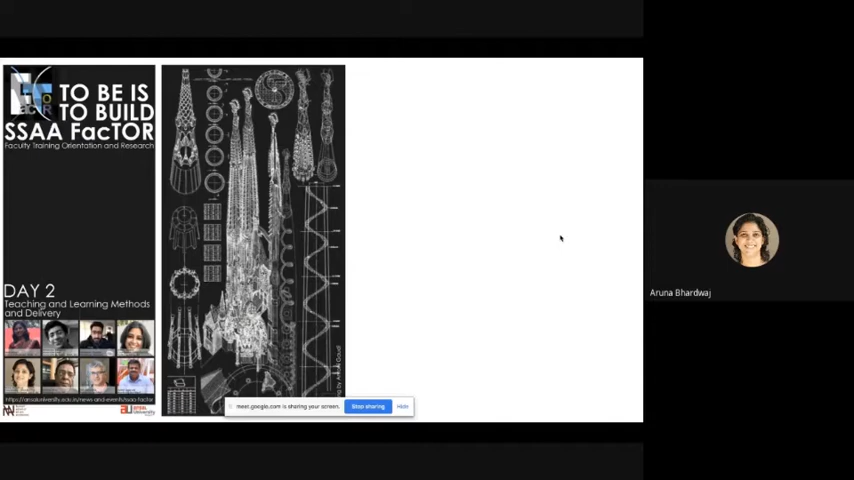 TO BE IS
TO BUILD
SSAA FacTOR
Faculty Training Orientation and Research
DAY 2
Teaching and Learning Methods
and Delivery
meet.google.com is sharing your screen.
Stop sharing
Hide
Aruna Bhardwaj